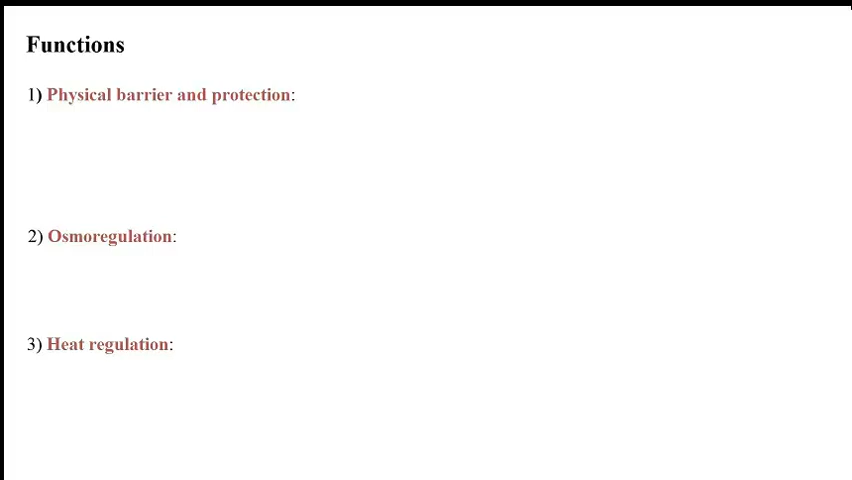 Functions
1) Physical barrier and protection:
2) Osmoregulation:
3) Heat regulation: